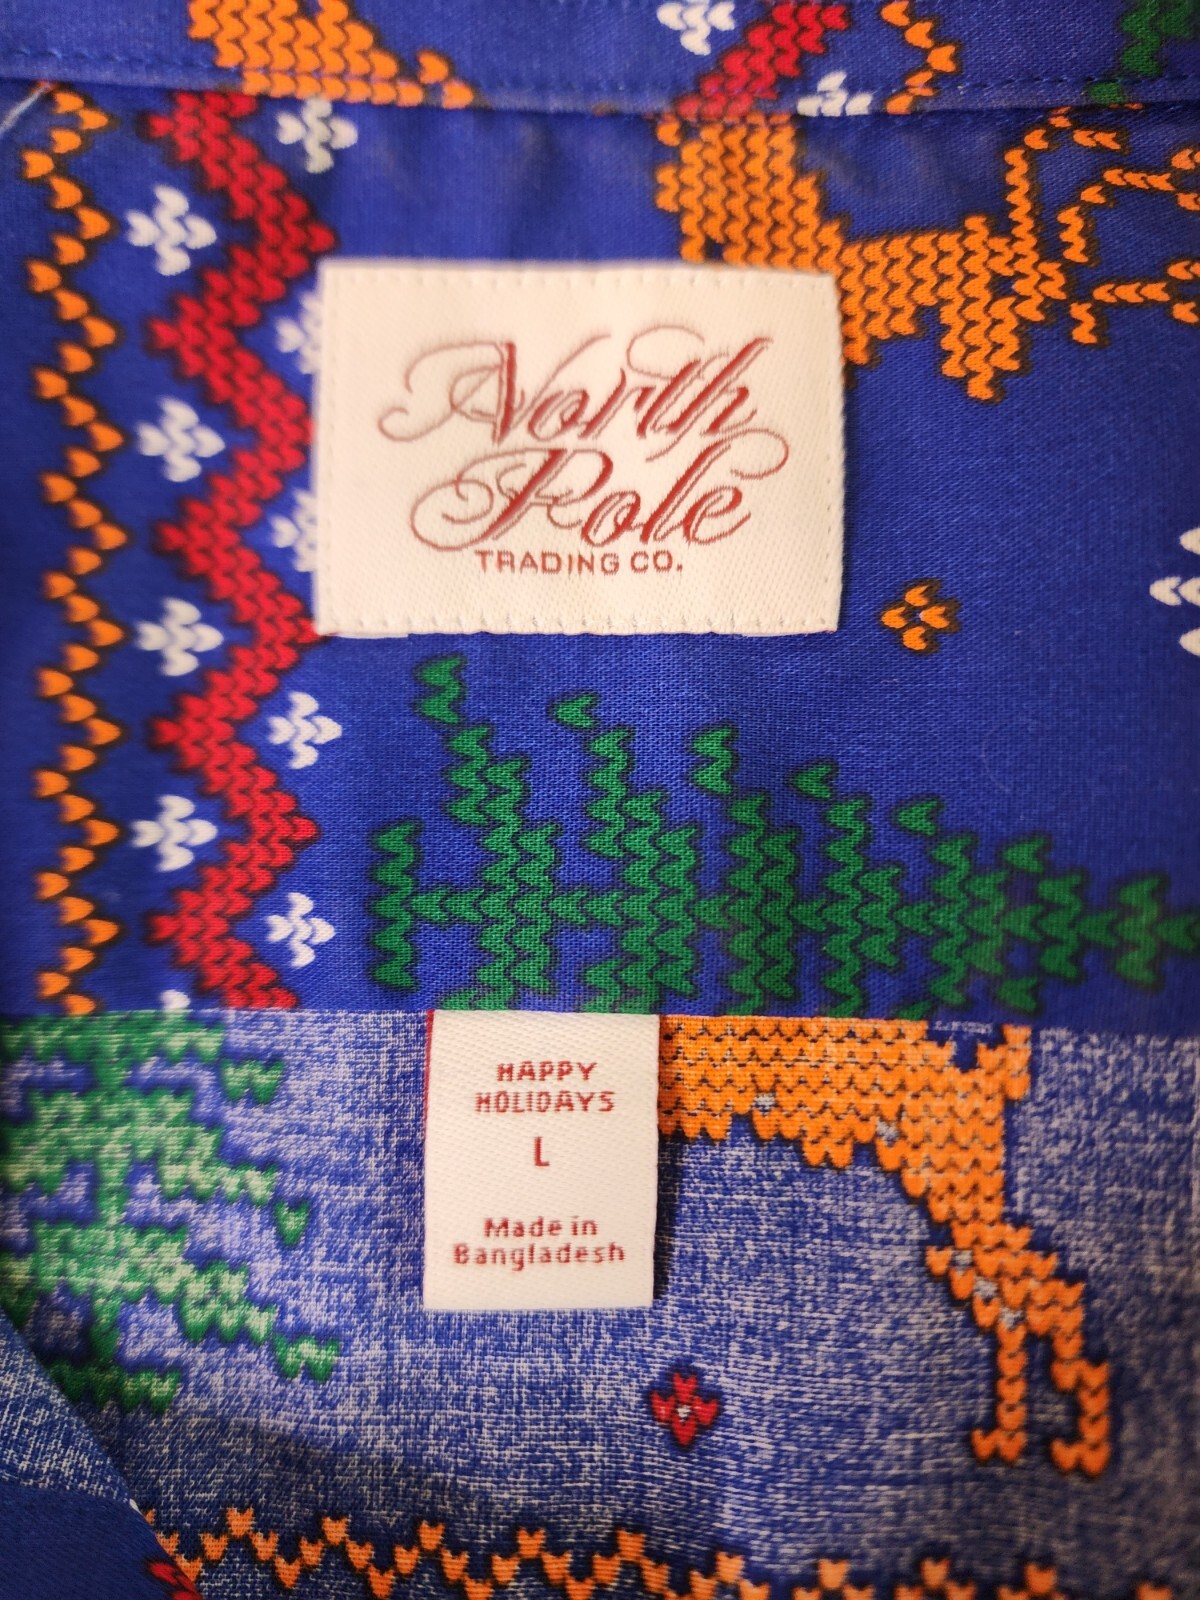 North
Pole
TRADING CO.
HAPPY
HOLIDAYS
L
Made in
Bangladesh